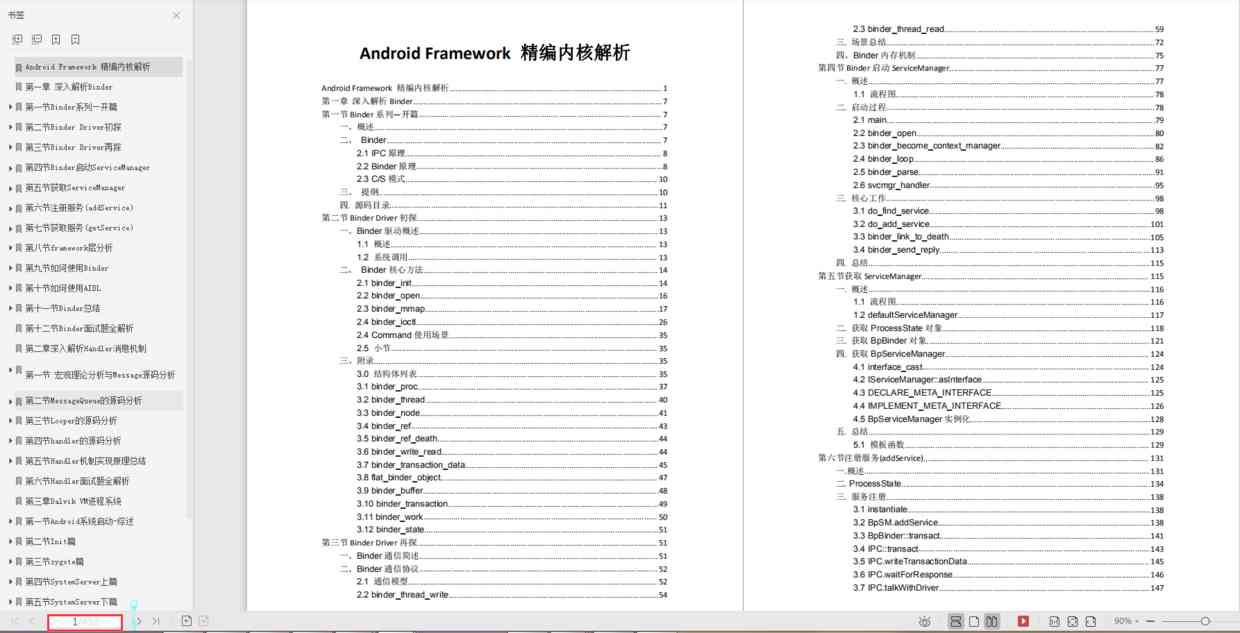 书签
Android Framework 精编内核解析
第一章 深入解析Binder
第一节Binder系列—开篇
第二节Binder Driver初探
第三节Binder Driver再探
第四节Binder启动ServiceManager
第五节获取ServiceManager
第六节注册服务(addService)
第七节获取服务(getService)
第八节framework层分析
第九节如何使用Binder
第十节如何使用AIDL
第十一节Binder总结
第十二节Binder面试题全解析
第二章深入解析Handler消息机制
第一节 宏观理论分析与Message源码分析
第二节MessageQueue的源码分析
第三节Looper的源码分析
第四节handler的源码分析
第五节Handler机制实现原理总结
第六节Handler面试题全解析
第三章Dalvik VM进程系统
第一节Android系统启动-综述
第二节Init篇
第三节zygote篇
第四节SystemServer上篇
第五节SystemServer下篇
1
Android Framework 精编内核解析
Android Framework 精编内核解析 1
第一章 深入解析 Binder 7
第一节 Binder 系列—开篇 7
一、概述 7
二、 Binder 7
2.1 IPC 原理 8
2.2 Binder 原理 8
2.3 C/S 模式 10
三、 提纲 10
四. 源码目录 11
第二节 Binder Driver 初探 13
一、Binder 驱动概述 13
1.1 概述 13
1.2 系统调用 13
二、 Binder 核心方法 14
2.1 binder_init 14
2.2 binder_open 16
2.3 binder_mmap 17
2.4 binder_ioctl 26
2.4 Command 使用场景 35
2.5 小节 35
三、附录 35
3.0 结构体列表 35
3.1 binder_proc 37
3.2 binder_thread 40
3.3 binder_node 41
3.4 binder_ref 43
3.5 binder_ref_death 44
3.6 binder_write_read 44
3.7 binder_transaction_data 45
3.8 flat_binder_object 47
3.9 binder_buffer 48
3.10 binder_transaction 49
3.11 binder_work 50
3.12 binder_state 51
第三节 Binder Driver 再探 51
一、Binder 通信简述 51
二、Binder 通信协议 52
2.1 通信模型 52
2.2 binder_thread_write 54
2.3 binder_thread_read 59
三. 场景总结 72
四、Binder 内存机制 75
第四节 Binder 启动 ServiceManager 77
一. 概述 77
1.1 流程图 78
二. 启动过程 78
2.1 main 79
2.2 binder_open 80
2.3 binder_become_context_manager 82
2.4 binder_loop 86
2.5 binder_parse 91
2.6 svcmgr_handler 95
三. 核心工作 98
3.1 do_find_service 98
3.2 do_add_service 101
3.3 binder_link_to_death 105
3.4 binder_send_reply 113
四. 总结 115
第五节获取 ServiceManager 115
一. 概述 116
1.1 流程图 116
1.2 defaultServiceManager 117
二. 获取 ProcessState 对象 118
三. 获取 BpBinder 对象 121
四. 获取 BpServiceManager 124
4.1 interface_cast 124
4.2 IServiceManager::asInterface 125
4.3 DECLARE_META_INTERFACE 125
4.4 IMPLEMENT_META_INTERFACE 126
4.5 BpServiceManager 实例化 128
五. 总结 129
5.1 模板函数 129
第六节注册服务(addService) 131
一.概述 131
二. ProcessState 134
三. 服务注册 138
3.1 instantiate 138
3.2 BpSM.addService 138
3.3 BpBinder::transact 141
3.4 IPC::transact 143
3.5 IPC.writeTransactionData 145
3.6 IPC.waitForResponse 146
3.7 IPC.talkWithDriver 147
90%